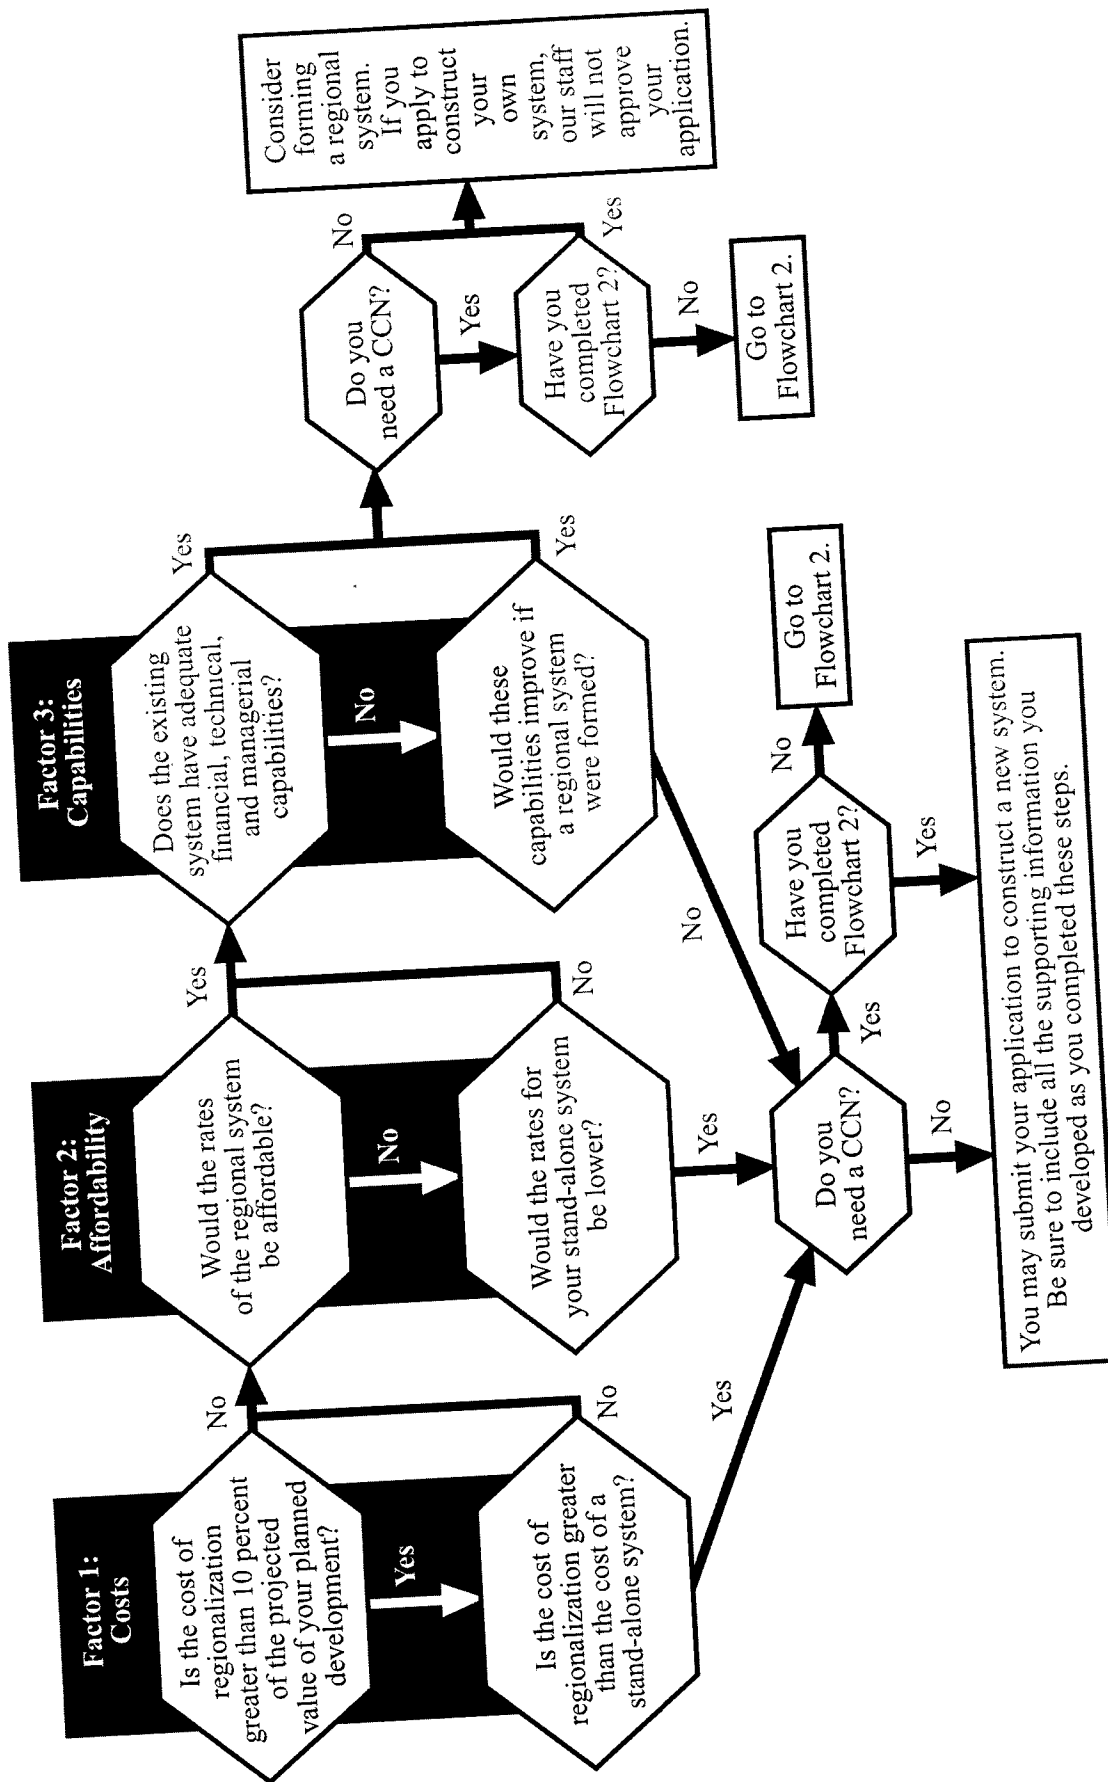 Factor 1:
Costs
Is the cost of
regionalization
greater than 10 percent
of the projected
value of your planned
development?
Yes
No
Is the cost of
regionalization greater
than the cost of a
stand-alone system?
No
Yes
Factor 2:
Affordability
Would the rates
of the regional system
be affordable?
Yes
No
Would the rates for
your stand-alone system
be lower?
No
Yes
Factor 3:
Capabilities
Does the existing
system have adequate
financial, technical,
and managerial
capabilities?
Yes
No
Would these
capabilities improve if
a regional system
were formed?
Yes
No
Do you
need a CCN?
No
Yes
Have you
completed
Flowchart 2?
Yes
No
Go to
Flowchart 2.
Consider
forming
a regional
system.
If you
apply to
construct
your
own
system,
our staff
will not
approve
your
application.
Do you
need a CCN?
Yes
No
Have you
completed
Flowchart 2?
No
Yes
Go to
Flowchart 2.
You may submit your application to construct a new system.
Be sure to include all the supporting information you
developed as you completed these steps.